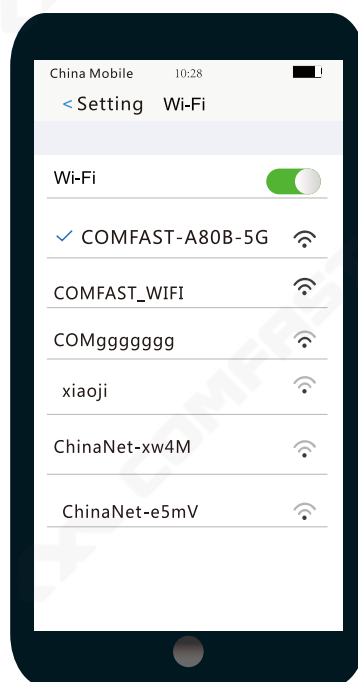 China Mobile 10:28
< Setting Wi-Fi
Wi-Fi
COMFAST-A80B-5G
COMFAST_WIFI
COMggggggg
xiaoji
ChinaNet-xw4M
ChinaNet-e5mV
COMFAST